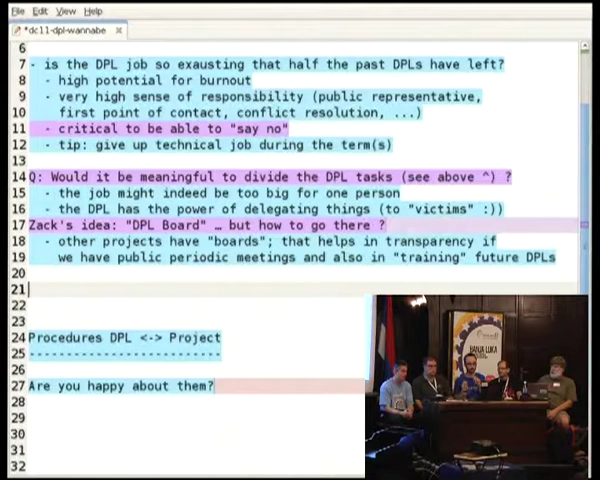 File Edit View Help
*dc11-dpl-wannabe
6
7 - is the DPL job so exausting that half the past DPLs have left?
8 - high potential for burnout
9 - very high sense of responsibility (public representative,
10 first point of contact, conflict resolution, ...)
11 - critical to be able to "say no"
12 - tip: give up technical job during the term(s)
13
14 Q: Would it be meaningful to divide the DPL tasks (see above ^) ?
15 - the job might indeed be too big for one person
16 - the DPL has the power of delegating things (to "victims" :))
17 Zack's idea: "DPL Board" … but how to go there ?
18 - other projects have "boards"; that helps in transparency if
19 we have public periodic meetings and also in "training" future DPLs
20
21
22
23
24 Procedures DPL <-> Project
25 -----------------------------
26
27 Are you happy about them?
28
29
30
31
32
BANJA LUKA